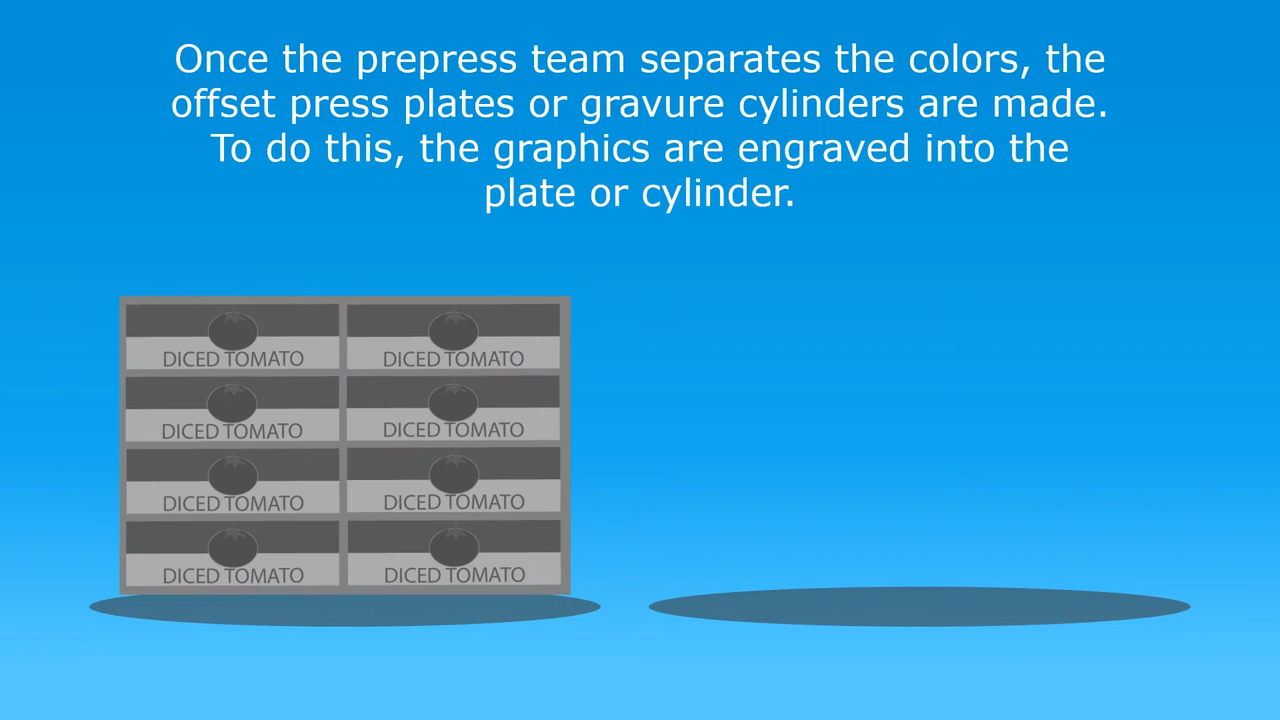 Once the prepress team separates the colors, the
offset press plates or gravure cylinders are made.
To do this, the graphics are engraved into the
plate or cylinder.
DICED TOMATO DICED TOMATO
DICED TOMATO DICED TOMATO
DICED TOMATO DICED TOMATO
DICED TOMATO DICED TOMATO